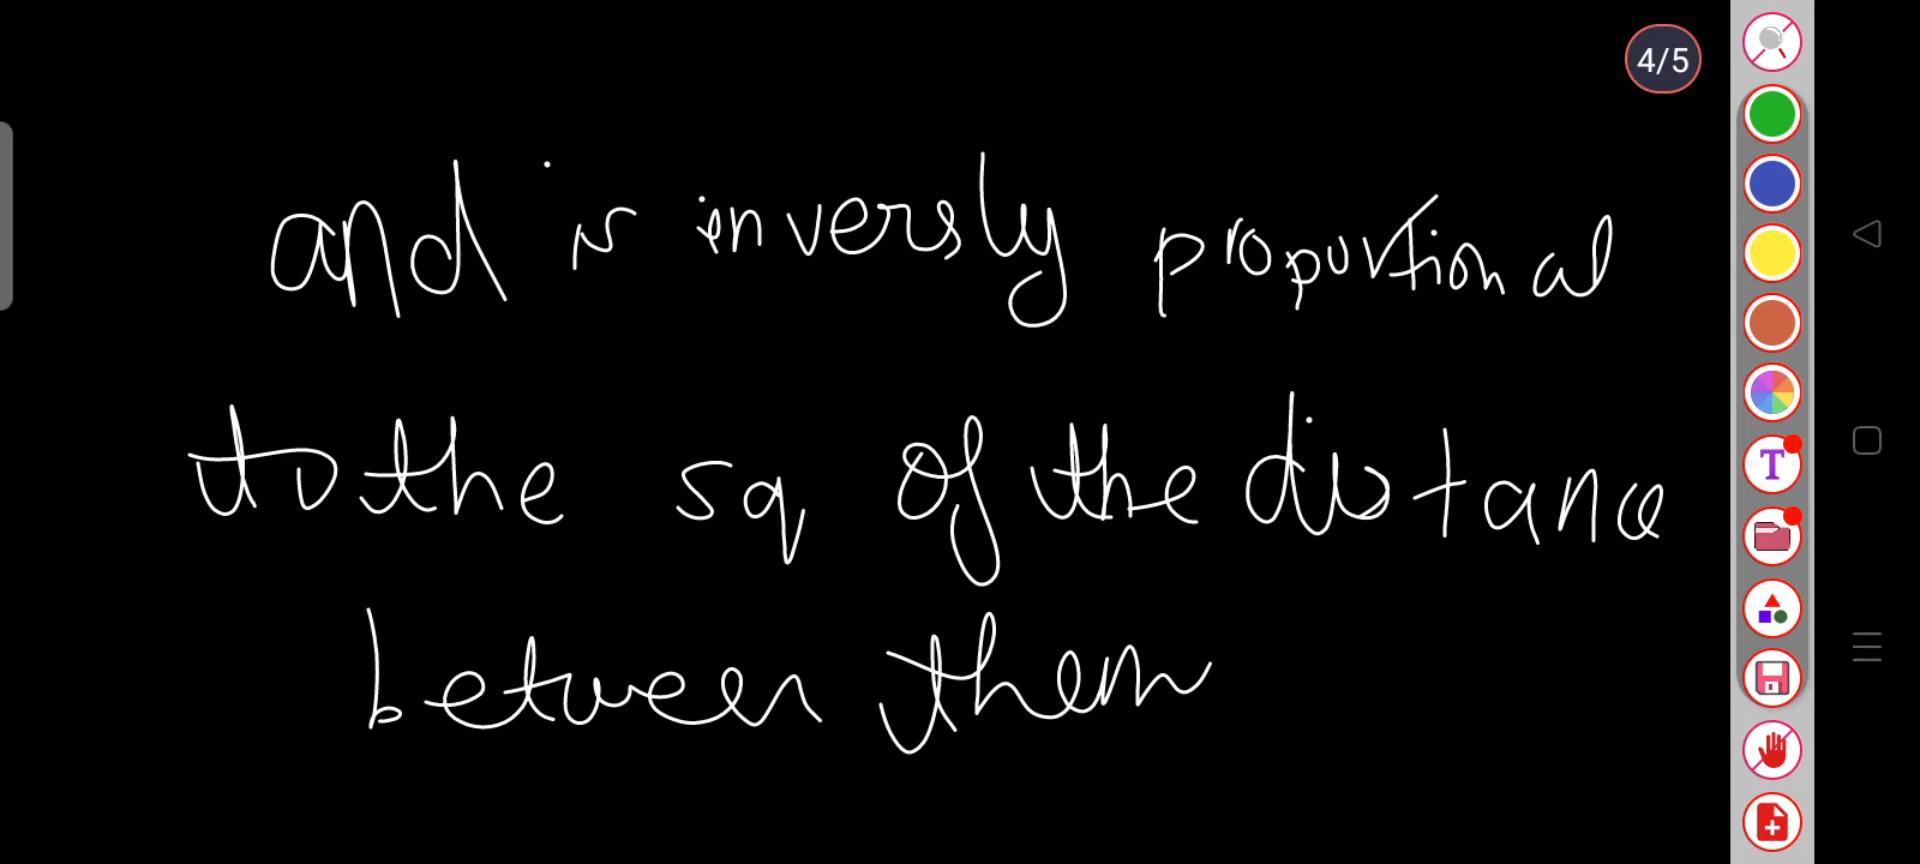 4/5
and is inversly proportional
to the sq of the distance
between them
T